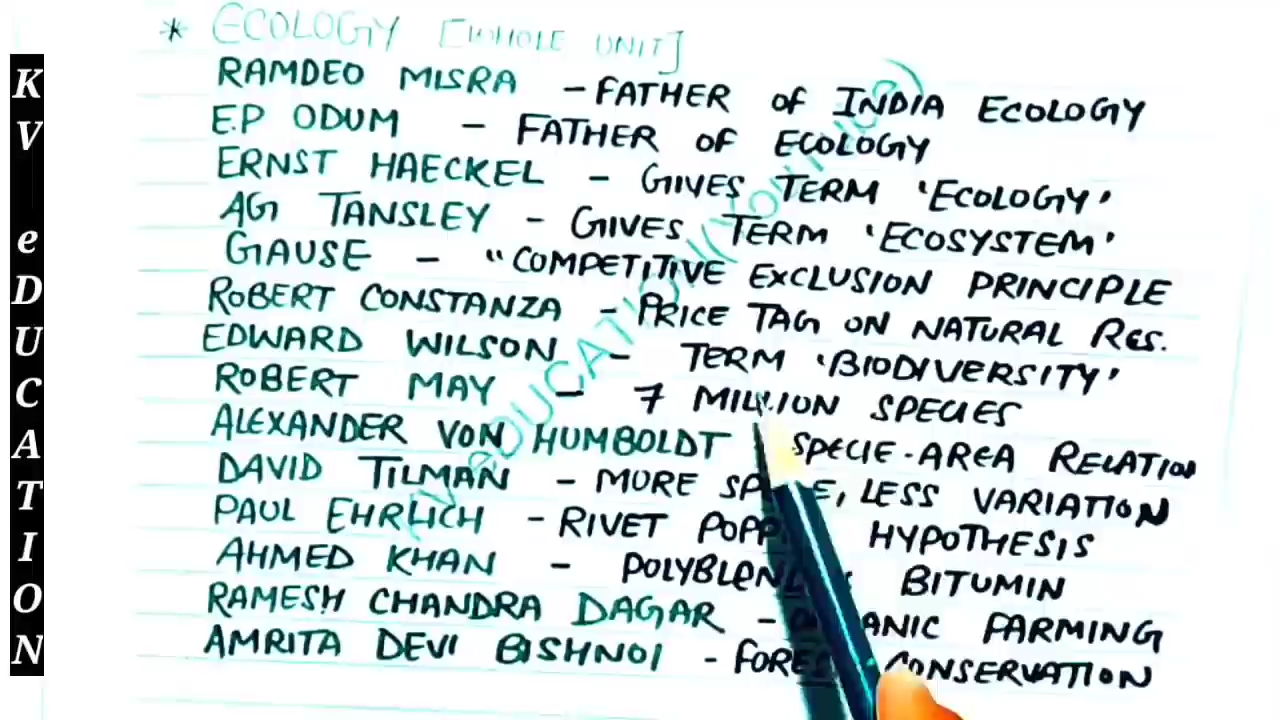 KV eDUCATION
* ECOLOGY [WHOLE UNIT]
RAMDEO MISRA - FATHER of INDIA ECOLOGY
E.P ODUM - FATHER of ECOLOGY
ERNST HAECKEL - GIVES TERM 'ECOLOGY'
AG TANSLEY - GIVES TERM 'ECOSYSTEM'
GAUSE - "COMPETITIVE EXCLUSION PRINCIPLE
ROBERT CONSTANZA - PRICE TAG ON NATURAL RES.
EDWARD WILSON - TERM 'BIODIVERSITY'
ROBERT MAY - 7 MILLION SPECIES
ALEXANDER VON HUMBOLDT SPECIE-AREA RELATION
DAVID TILMAN - MORE LESS VARIATION
PAUL EHRLICH - RIVET HYPOTHESIS
AHMED KHAN - BITUMIN
RAMESH CHANDRA DAGAR - FARMING
AMRITA DEVI BISHNOI - CONSERVATION